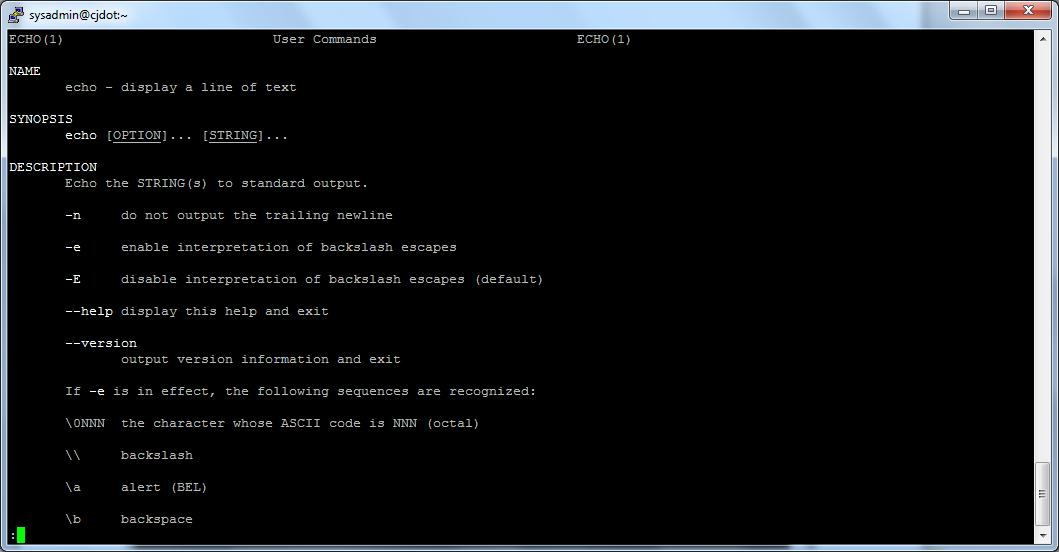 sysadmin@cjdot:~
ECHO(1) User Commands ECHO(1)
NAME
echo - display a line of text
SYNOPSIS
echo [OPTION]... [STRING]...
DESCRIPTION
Echo the STRING(s) to standard output.
-n do not output the trailing newline
-e enable interpretation of backslash escapes
-E disable interpretation of backslash escapes (default)
--help display this help and exit
--version
output version information and exit
If -e is in effect, the following sequences are recognized:
\0NNN the character whose ASCII code is NNN (octal)
\\ backslash
\a alert (BEL)
\b backspace
: